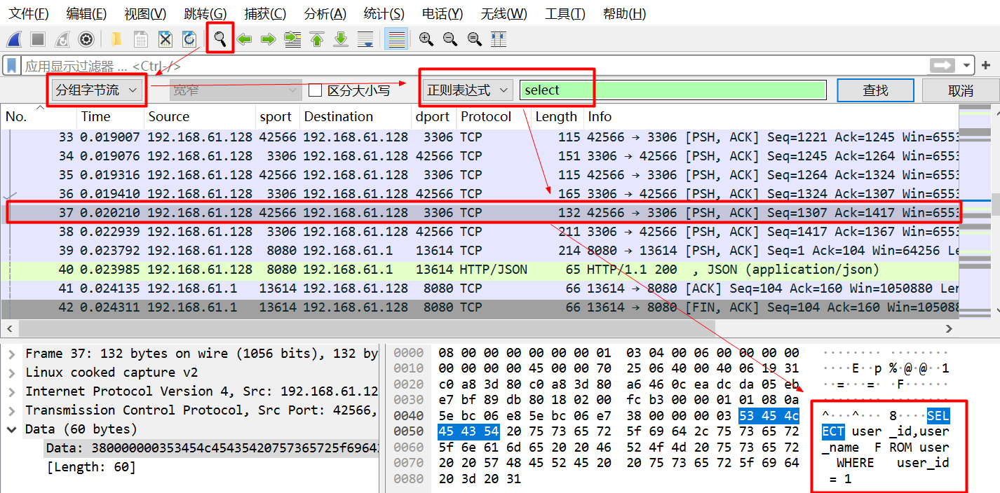 文件(F) 编辑(E) 视图(V) 跳转(G) 捕获(C) 分析(A) 统计(S) 电话(Y) 无线(W) 工具(T) 帮助(H)
应用显示过滤器 … <Ctrl-/>
分组字节流 宽窄 区分大小写 正则表达式 select 查找 取消
No. Time Source sport Destination dport Protocol Length Info
33 0.019007 192.168.61.128 42566 192.168.61.128 3306 TCP 115 42566 → 3306 [PSH, ACK] Seq=1221 Ack=1245 Win=6553
34 0.019076 192.168.61.128 3306 192.168.61.128 42566 TCP 151 3306 → 42566 [PSH, ACK] Seq=1245 Ack=1264 Win=6553
35 0.019316 192.168.61.128 42566 192.168.61.128 3306 TCP 115 42566 → 3306 [PSH, ACK] Seq=1264 Ack=1324 Win=6553
36 0.019410 192.168.61.128 3306 192.168.61.128 42566 TCP 165 3306 → 42566 [PSH, ACK] Seq=1324 Ack=1307 Win=6553
37 0.020210 192.168.61.128 42566 192.168.61.128 3306 TCP 132 42566 → 3306 [PSH, ACK] Seq=1307 Ack=1417 Win=6553
38 0.022939 192.168.61.128 3306 192.168.61.128 42566 TCP 211 3306 → 42566 [PSH, ACK] Seq=1417 Ack=1367 Win=6553
39 0.023792 192.168.61.128 8080 192.168.61.1 13614 TCP 214 8080 → 13614 [PSH, ACK] Seq=1 Ack=104 Win=64256 Le
40 0.023985 192.168.61.128 8080 192.168.61.1 13614 HTTP/JSON 65 HTTP/1.1 200 , JSON (application/json)
41 0.024135 192.168.61.1 13614 192.168.61.128 8080 TCP 66 13614 → 8080 [ACK] Seq=104 Ack=160 Win=1050880 Len
42 0.024311 192.168.61.1 13614 192.168.61.128 8080 TCP 66 13614 → 8080 [FIN, ACK] Seq=104 Ack=160 Win=105088
Frame 37: 132 bytes on wire (1056 bits), 132 by
Linux cooked capture v2
Internet Protocol Version 4, Src: 192.168.61.12
Transmission Control Protocol, Src Port: 42566,
Data (60 bytes)
Data: 380000000353454c45435420757365725f6964
[Length: 60]
0000 08 00 00 00 00 00 00 01 03 04 00 06 00 00 00 00 ········ ········
0010 00 00 00 00 45 00 00 70 25 06 40 00 40 06 19 31 ····E··p %·@·@··1
0020 c0 a8 3d 80 c0 a8 3d 80 a6 46 0c ea dc da 05 eb ··=···=· ·F······
0030 e7 bf 89 db 80 18 02 00 fc b3 00 00 01 01 08 0a ········ ········
0040 5e bc 06 e8 5e bc 06 e7 38 00 00 00 03 53 45 4c ^···^··· 8····SEL
0050 45 43 54 20 75 73 65 72 5f 69 64 2c 75 73 65 72 ECT user _id,user
0060 5f 6e 61 6d 65 20 20 46 52 4f 4d 20 75 73 65 72 _name  F ROM user
0070 20 20 57 48 45 52 45 20 20 75 73 65 72 5f 69 64   WHERE  user_id
0080 20 3d 20 31  = 1